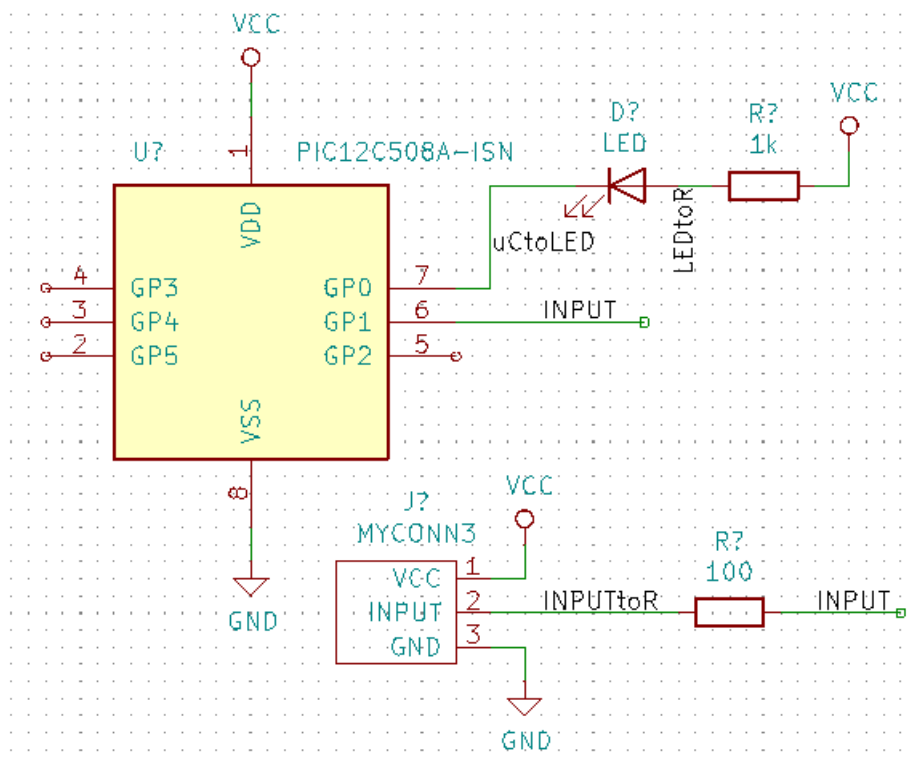 VCC
U?
PIC12C508A-ISN
D?
LED
R?
1k
VCC
1
VDD
uCtoLED
LEDtoR
4
GP3
GP0
7
3
GP4
GP1
6
INPUT
2
GP5
GP2
5
VSS
8
GND
J?
MYCONN3
VCC
VCC
1
INPUT
2
INPUTtoR
R?
100
INPUT
GND
3
GND